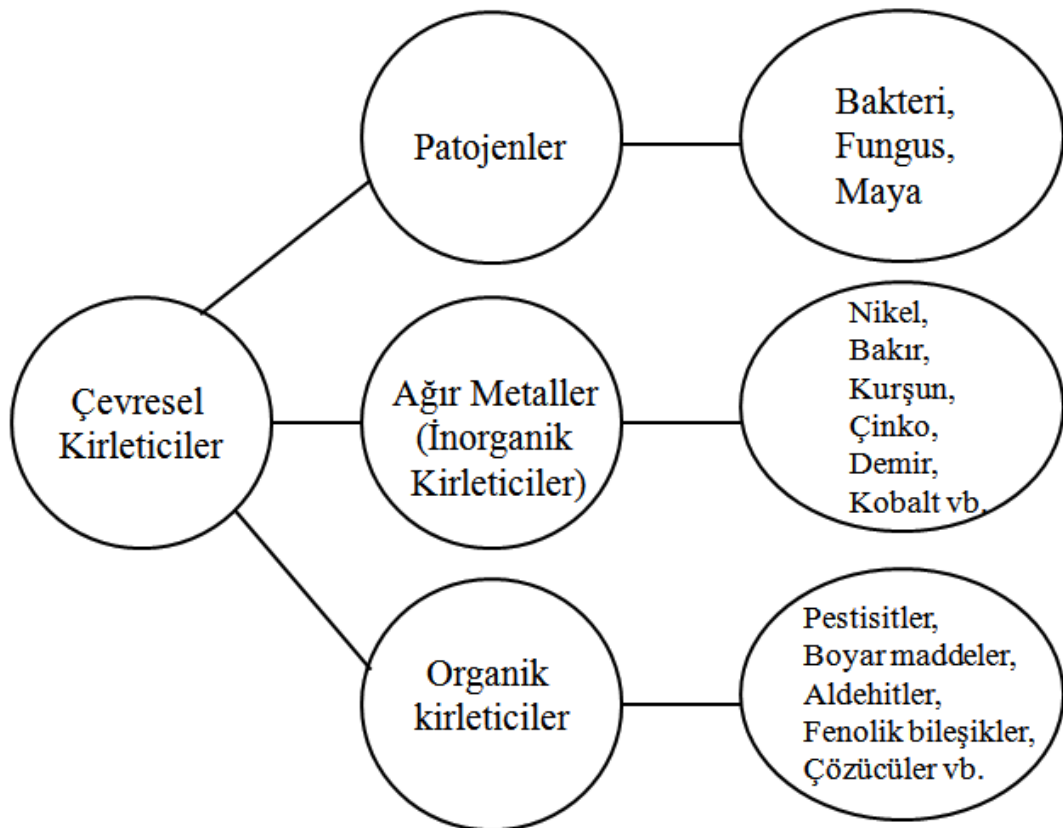 Çevresel
Kirleticiler
Patojenler
Bakteri,
Fungus,
Maya
Ağır Metaller
(İnorganik
Kirleticiler)
Nikel,
Bakır,
Kurşun,
Çinko,
Demir,
Kobalt vb.
Organik
kirleticiler
Pestisitler,
Boyar maddeler,
Aldehitler,
Fenolik bileşikler,
Çözücüler vb.